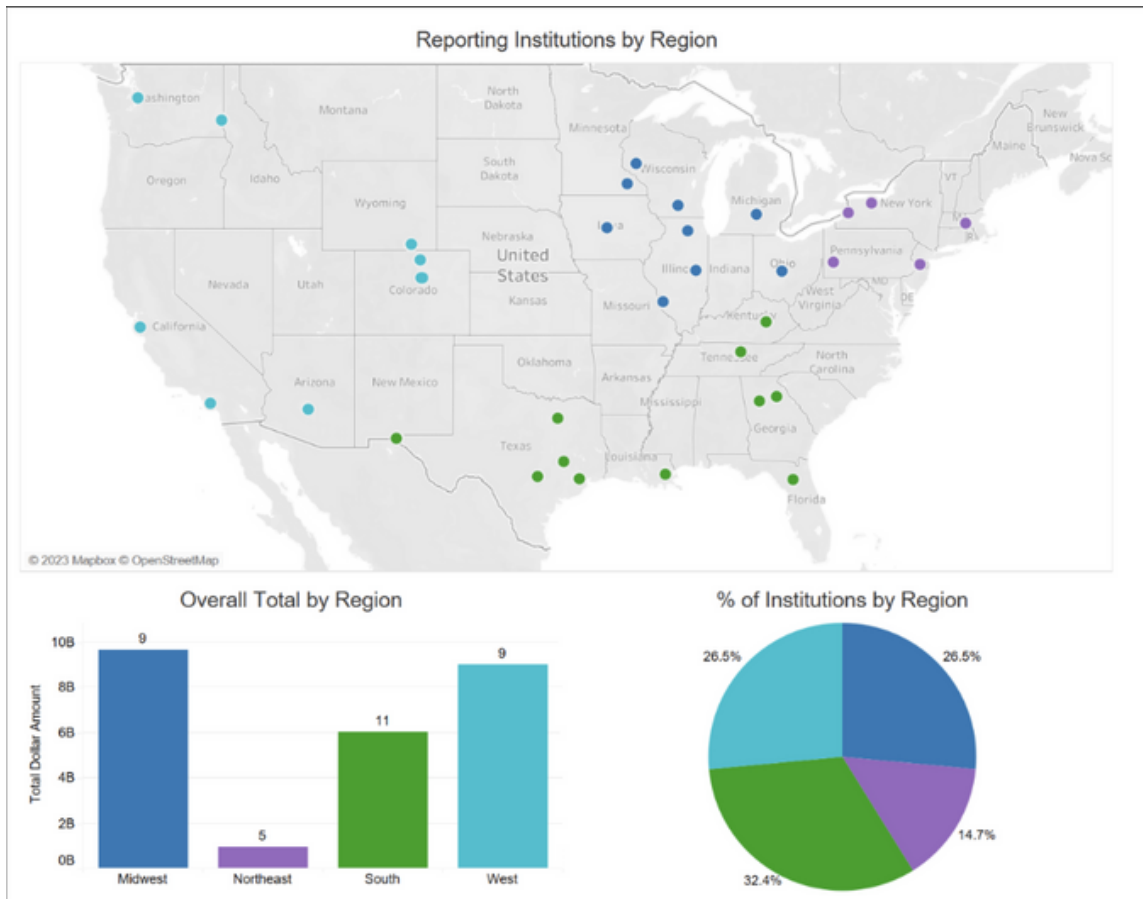 Reporting Institutions by Region
ashington
Montana
North
Dakota
Minnesota
New
Brunswick
Maine
Nova Sc
Oregon
Idaho
South
Dakota
Wisconsin
Michigan
VT
New York
Wyoming
Nebraska
United
States
Pennsylvania
Nevada
Utah
Colorado
Kansas
Missouri
Indiana
Ohio
West
Virginia
MD
DE
California
Kentucky
Arizona
New Mexico
Oklahoma
Arkansas
North
Carolina
Mississippi
Georgia
Texas
Louisiana
Florida
© 2023 Mapbox © OpenStreetMap
Overall Total by Region
Total Dollar Amount
10B
8B
6B
4B
2B
0B
9
5
11
9
Midwest
Northeast
South
West
% of Institutions by Region
26.5%
26.5%
14.7%
32.4%